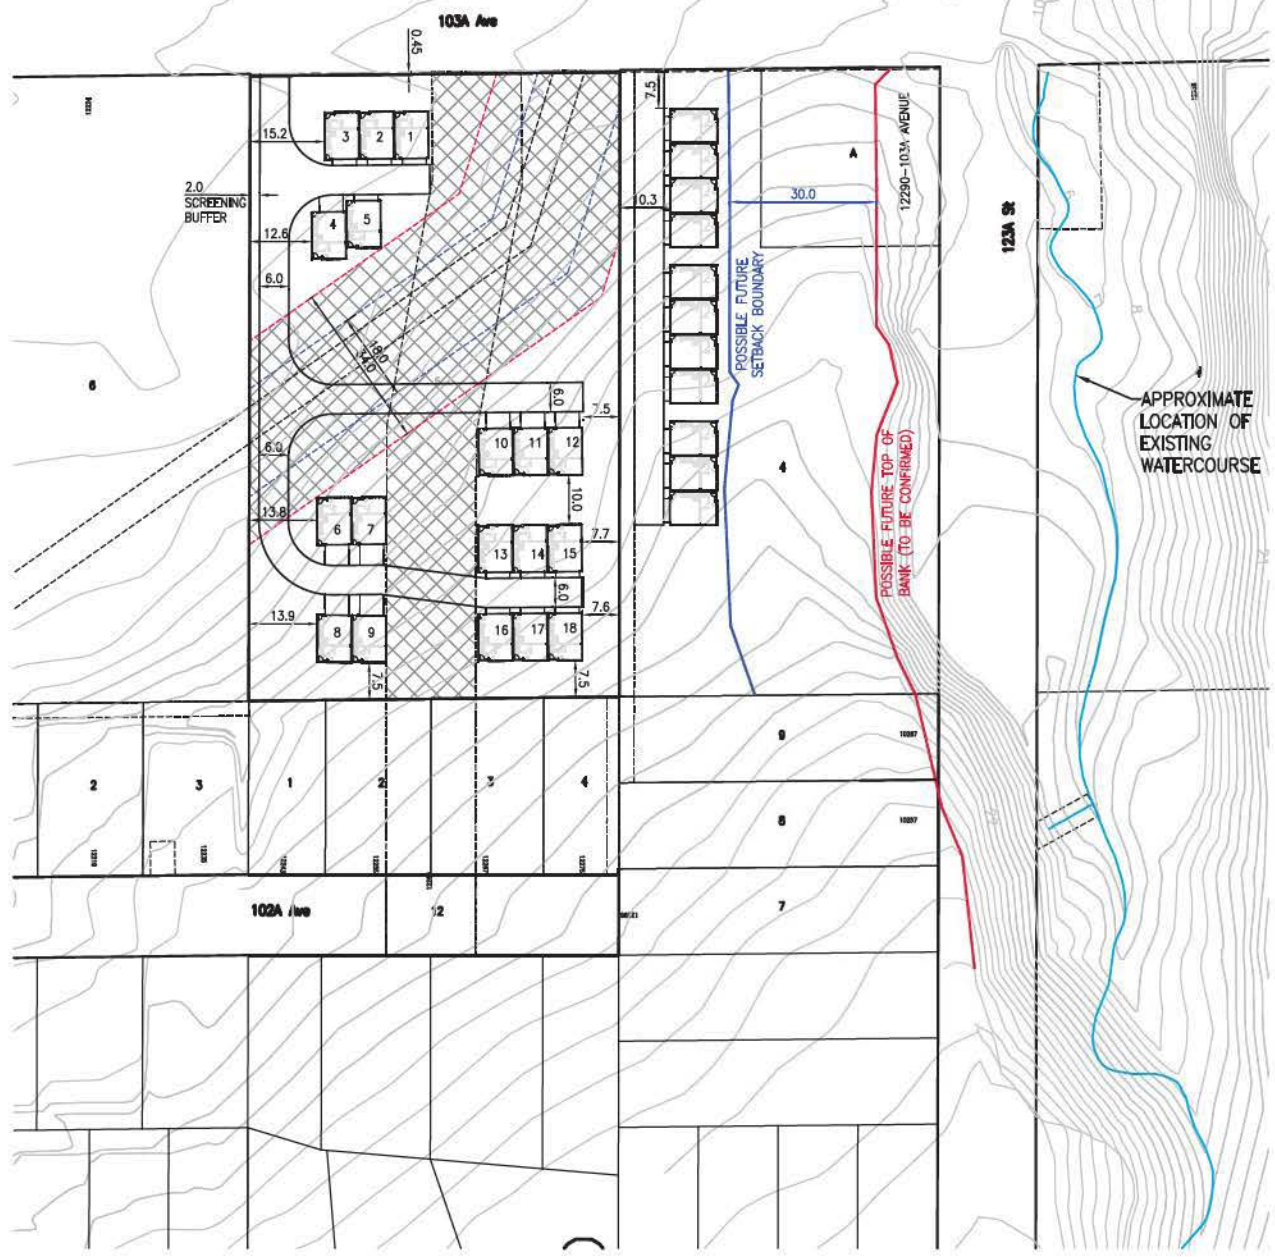 103A Ave
0.45
15.2
3 2 1
7.5
A
12290-103A AVENUE
2.0
SCREENING
BUFFER
4 5
12.6
10.3
30.0
123A St
6.0
POSSIBLE FUTURE
SETBACK BOUNDARY
18.0
34.0
6
6.0
7.5
APPROXIMATE
LOCATION OF
EXISTING
WATERCOURSE
6.0
10 11 12
4
POSSIBLE FUTURE TOP OF
BANK (TO BE CONFIRMED)
13.8
6 7
10.0
13 14 15
7.7
6.0
13.9
8 9
16 17 18
7.6
7.5
7.5
9
10267
2 3 1 2 4
8
10257
7
102A Ave
12